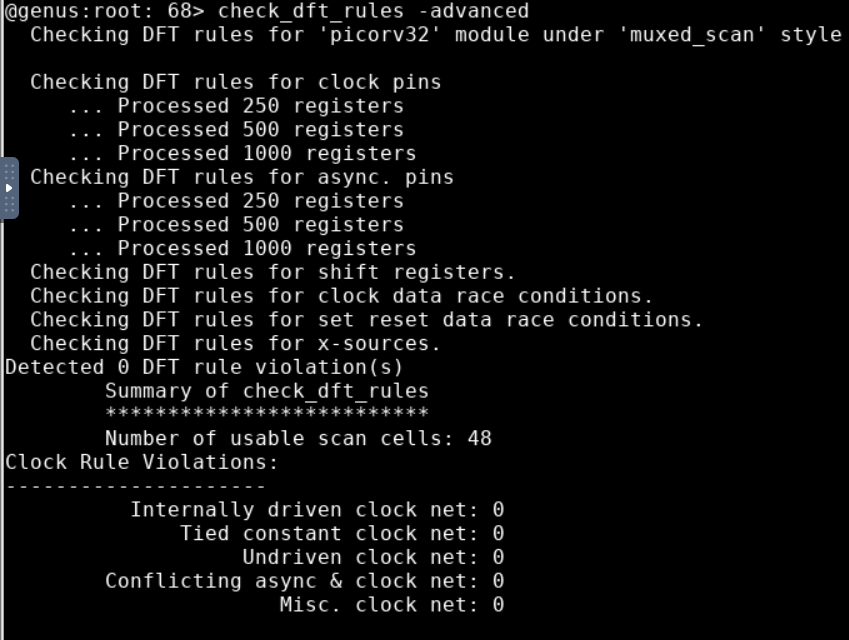 @genus:root: 68> check_dft_rules -advanced
  Checking DFT rules for 'picorv32' module under 'muxed_scan' style

  Checking DFT rules for clock pins
     ... Processed 250 registers
     ... Processed 500 registers
     ... Processed 1000 registers
  Checking DFT rules for async. pins
     ... Processed 250 registers
     ... Processed 500 registers
     ... Processed 1000 registers
  Checking DFT rules for shift registers.
  Checking DFT rules for clock data race conditions.
  Checking DFT rules for set reset data race conditions.
  Checking DFT rules for x-sources.
Detected 0 DFT rule violation(s)
        Summary of check_dft_rules
        **************************
        Number of usable scan cells: 48
Clock Rule Violations:
---------------------
          Internally driven clock net: 0
              Tied constant clock net: 0
                   Undriven clock net: 0
        Conflicting async & clock net: 0
                      Misc. clock net: 0